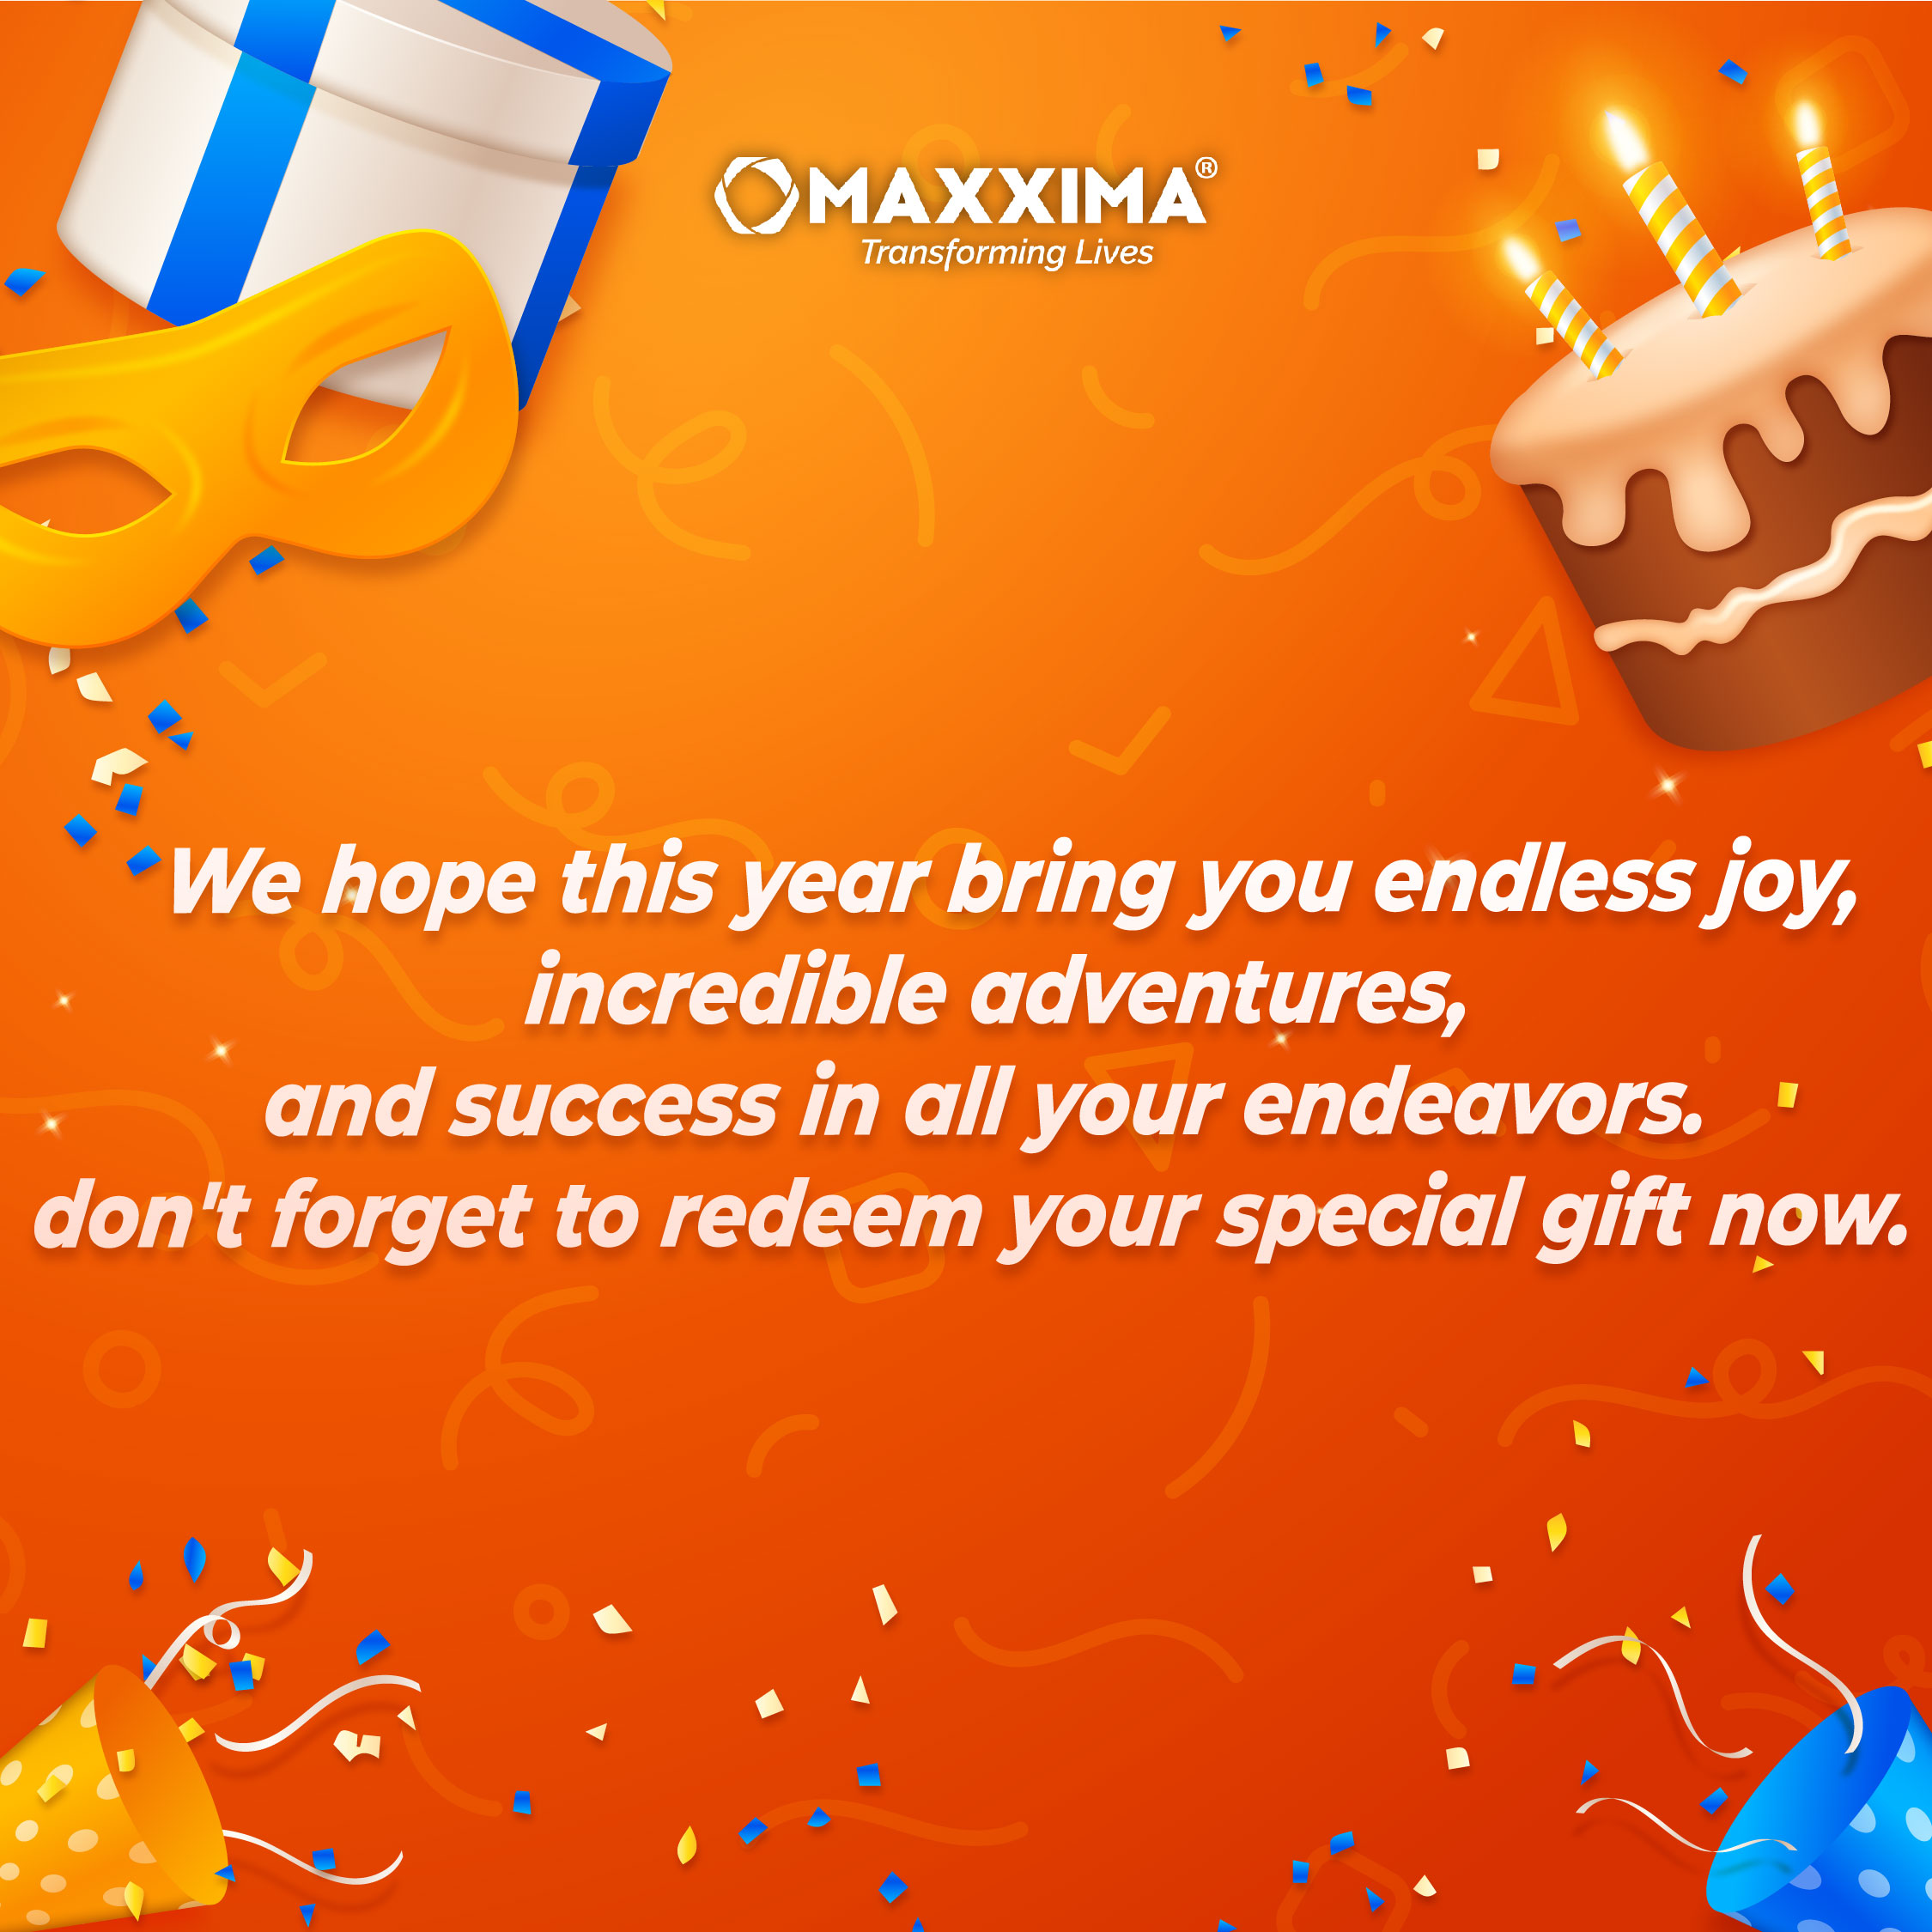 MAXXIMA®
Transforming Lives
We hope this year bring you endless joy,
incredible adventures,
and success in all your endeavors.
don't forget to redeem your special gift now.